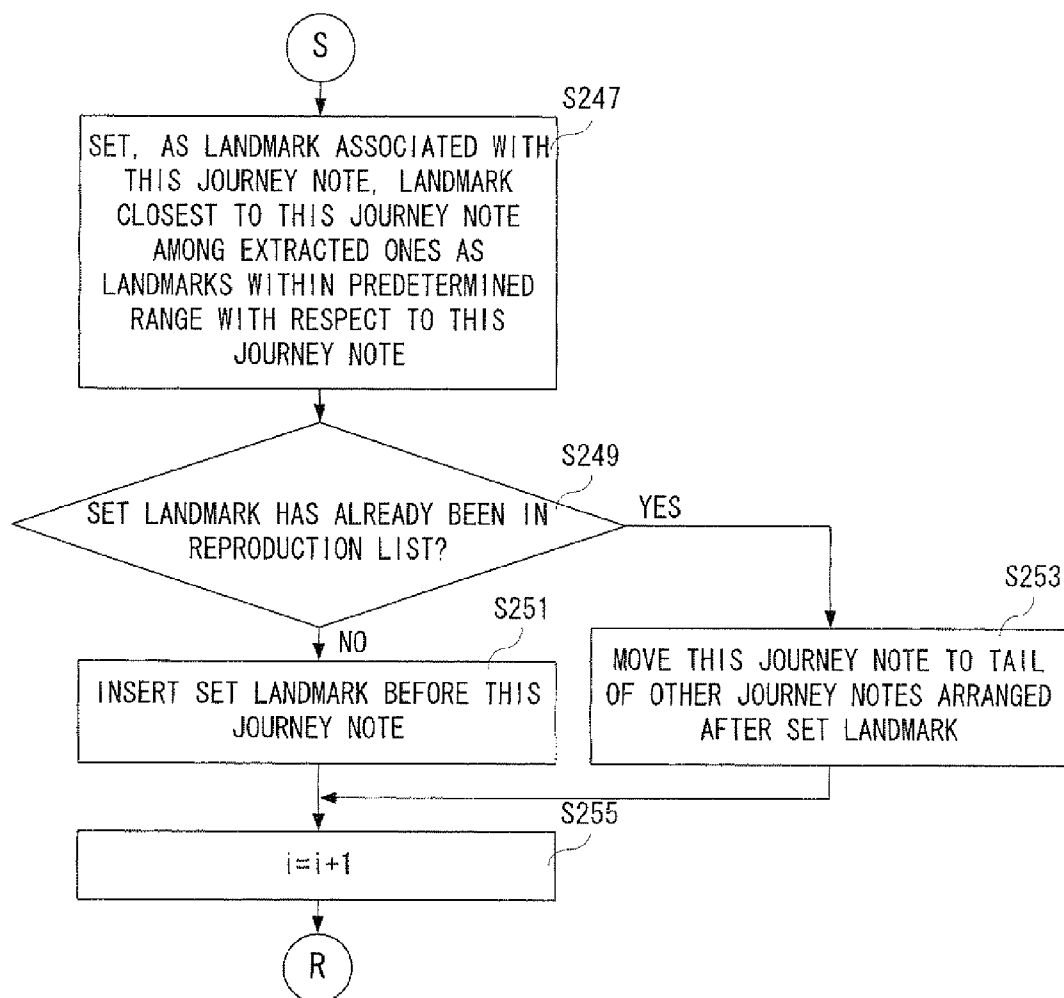 S
S247
SET, AS LANDMARK ASSOCIATED WITH
THIS JOURNEY NOTE, LANDMARK
CLOSEST TO THIS JOURNEY NOTE
AMONG EXTRACTED ONES AS
LANDMARKS WITHIN PREDETERMINED
RANGE WITH RESPECT TO THIS
JOURNEY NOTE
S249
SET LANDMARK HAS ALREADY BEEN IN
REPRODUCTION LIST?
YES
S253
MOVE THIS JOURNEY NOTE TO TAIL
OF OTHER JOURNEY NOTES ARRANGED
AFTER SET LANDMARK
NO
S251
INSERT SET LANDMARK BEFORE THIS
JOURNEY NOTE
S255
i=i+1
R